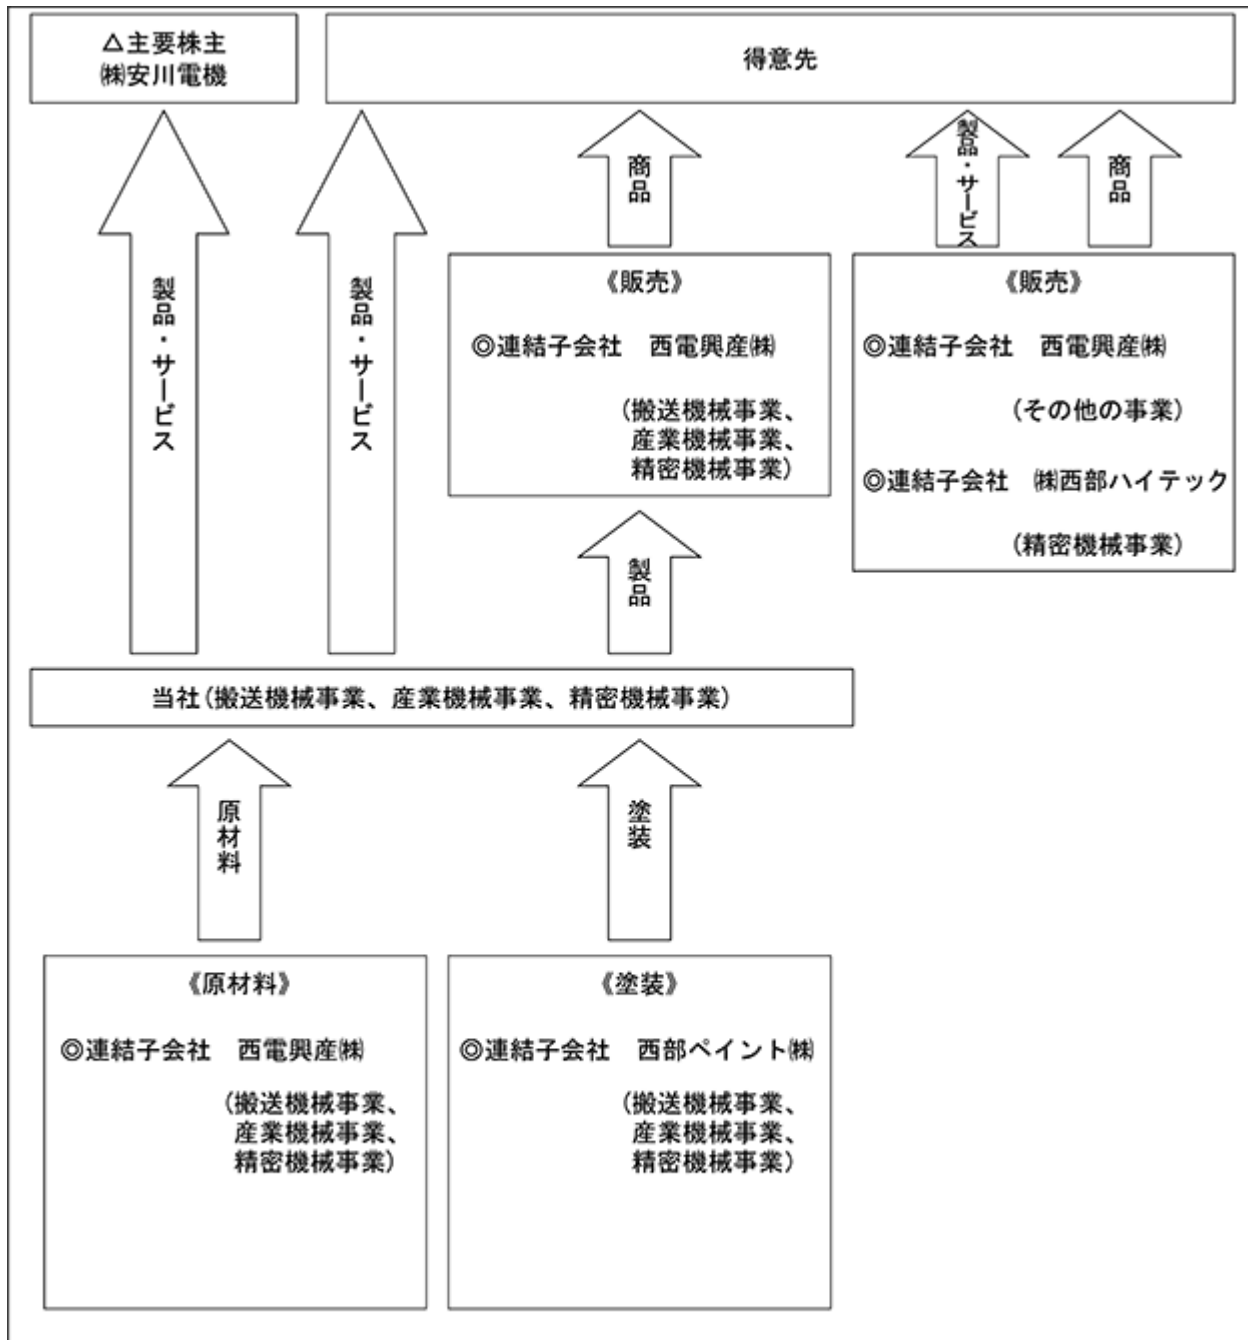 △主要株主
㈱安川電機
得意先
製品・サービス
製品・サービス
商品
製品・サービス
商品
《販売》
◎連結子会社　西電興産㈱
(搬送機械事業、
産業機械事業、
精密機械事業)
《販売》
◎連結子会社　西電興産㈱
(その他の事業)
◎連結子会社　㈱西部ハイテック
(精密機械事業)
製品
当社(搬送機械事業、産業機械事業、精密機械事業)
原材料
塗装
《原材料》
◎連結子会社　西電興産㈱
(搬送機械事業、
産業機械事業、
精密機械事業)
《塗装》
◎連結子会社　西部ペイント㈱
(搬送機械事業、
産業機械事業、
精密機械事業)